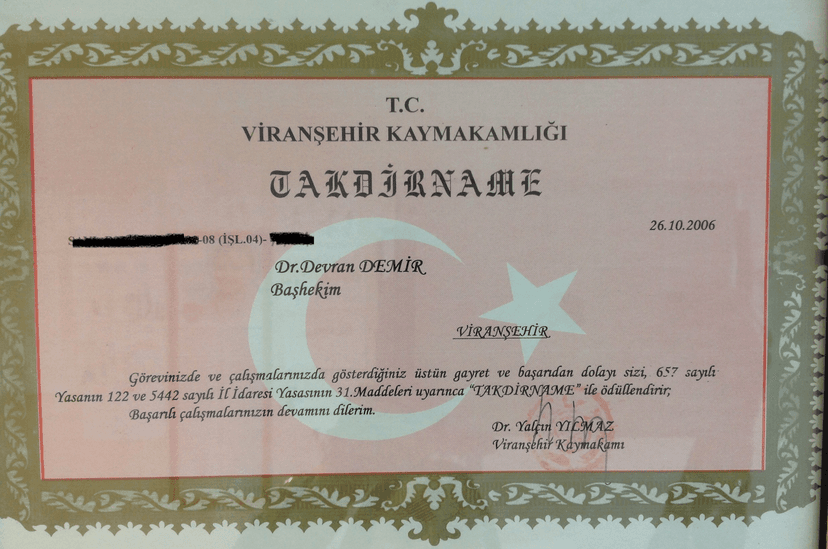 T.C.
VİRANŞEHİR KAYMAKAMLIĞI
TAKDİRNAME
26.10.2006
-08 (İŞL.04)-
Dr.Devran DEMİR
Başhekim
VİRANŞEHİR
Görevinizde ve çalışmalarınızda gösterdiğiniz üstün gayret ve başarıdan dolayı sizi, 657 sayılı
Yasanın 122 ve 5442 sayılı İl İdaresi Yasasının 31.Maddeleri uyarınca "TAKDİRNAME" ile ödüllendirir,
Başarılı çalışmalarınızın devamını dilerim.
Dr. Yalçın YILMAZ
Viranşehir Kaymakamı